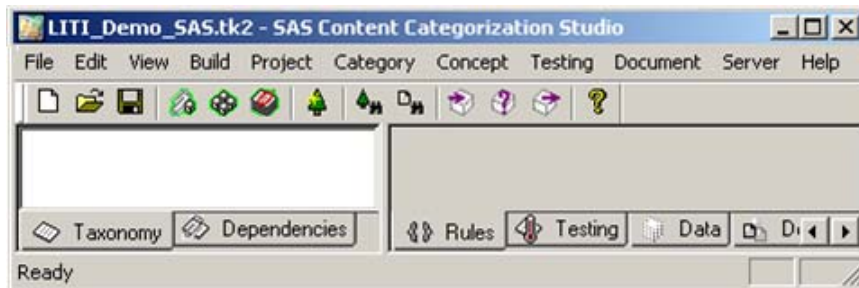 LITI_Demo_SAS.tk2 - SAS Content Categorization Studio
File Edit View Build Project Category Concept Testing Document Server Help
Taxonomy Dependencies Rules Testing Data
Ready